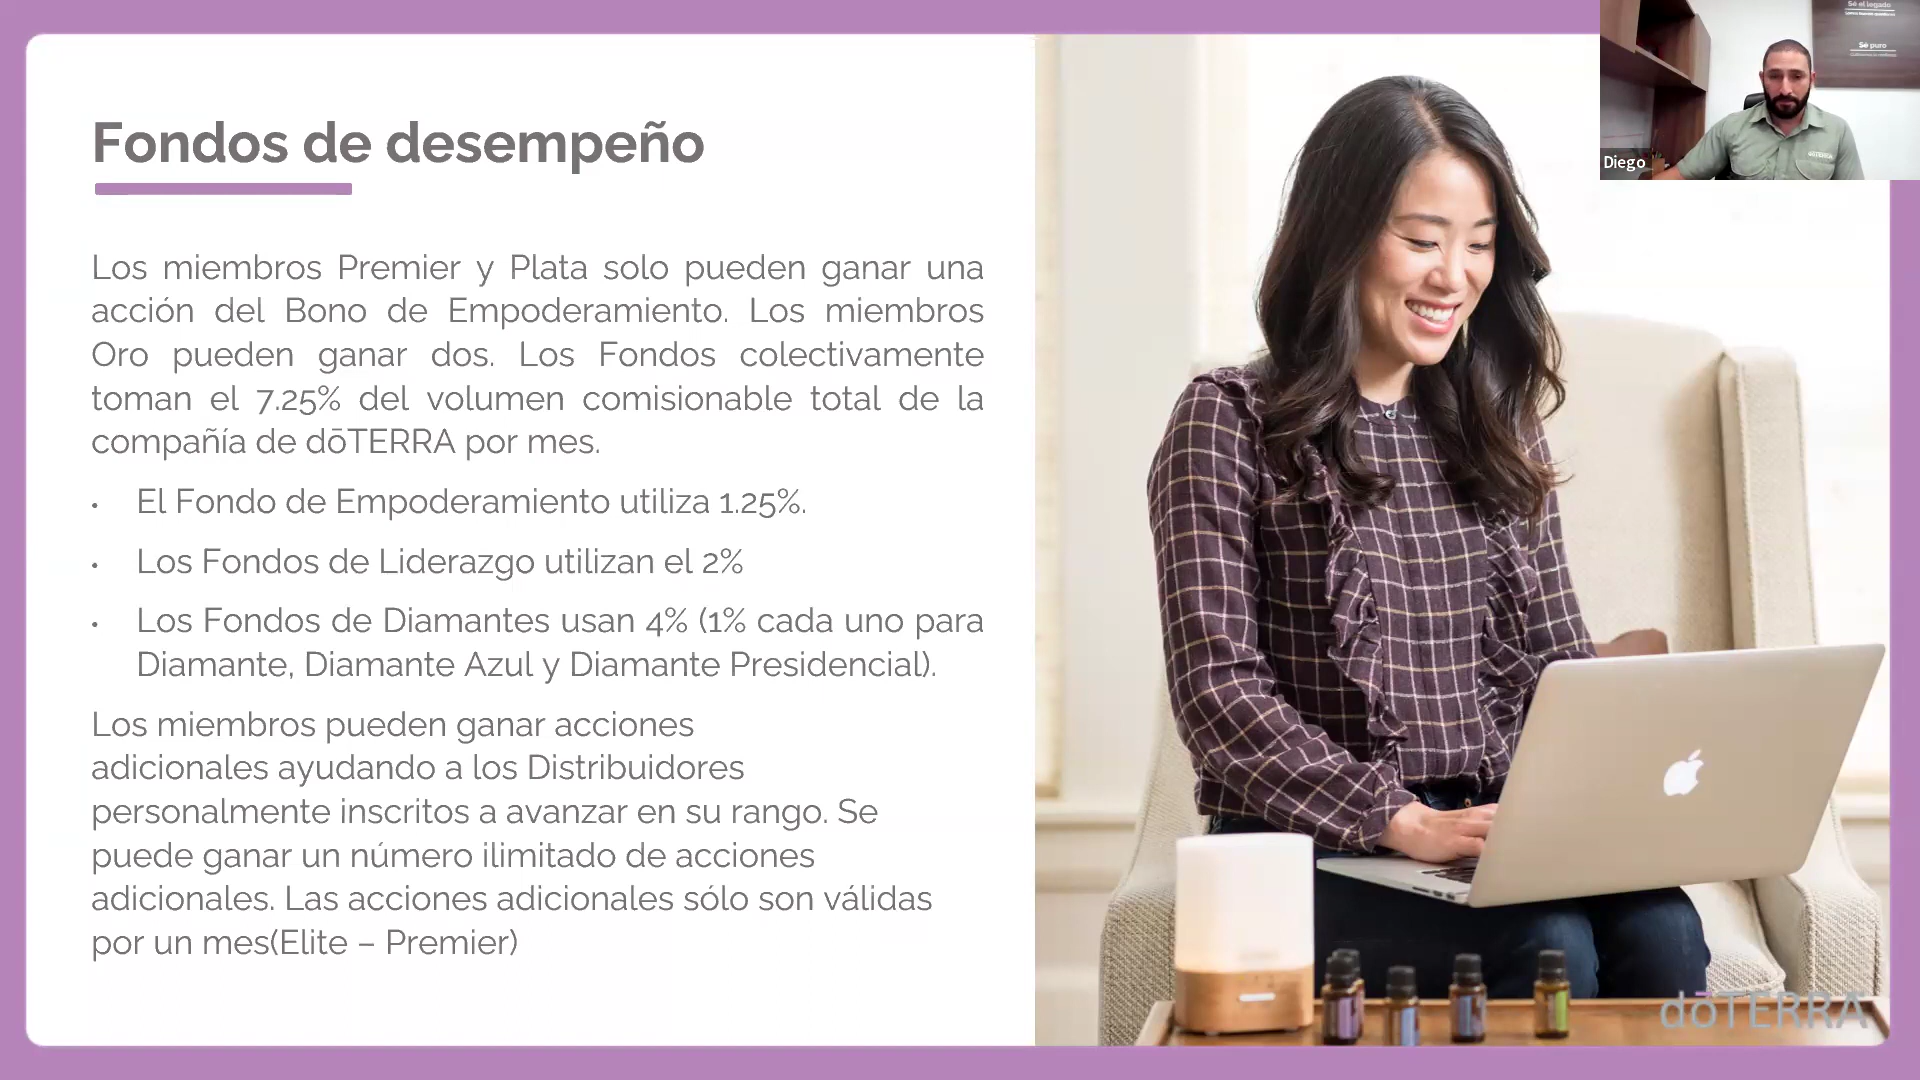 Fondos de desempeño
Los miembros Premier y Plata solo pueden ganar una
acción del Bono de Empoderamiento. Los miembros
Oro pueden ganar dos. Los Fondos colectivamente
toman el 7.25% del volumen comisionable total de la
compañía de dōTERRA por mes.
• El Fondo de Empoderamiento utiliza 1.25%.
• Los Fondos de Liderazgo utilizan el 2%
• Los Fondos de Diamantes usan 4% (1% cada uno para
Diamante, Diamante Azul y Diamante Presidencial).
Los miembros pueden ganar acciones
adicionales ayudando a los Distribuidores
personalmente inscritos a avanzar en su rango. Se
puede ganar un número ilimitado de acciones
adicionales. Las acciones adicionales sólo son válidas
por un mes(Elite – Premier)
Sé el legado
Sé puro
Diego
dōTERRA